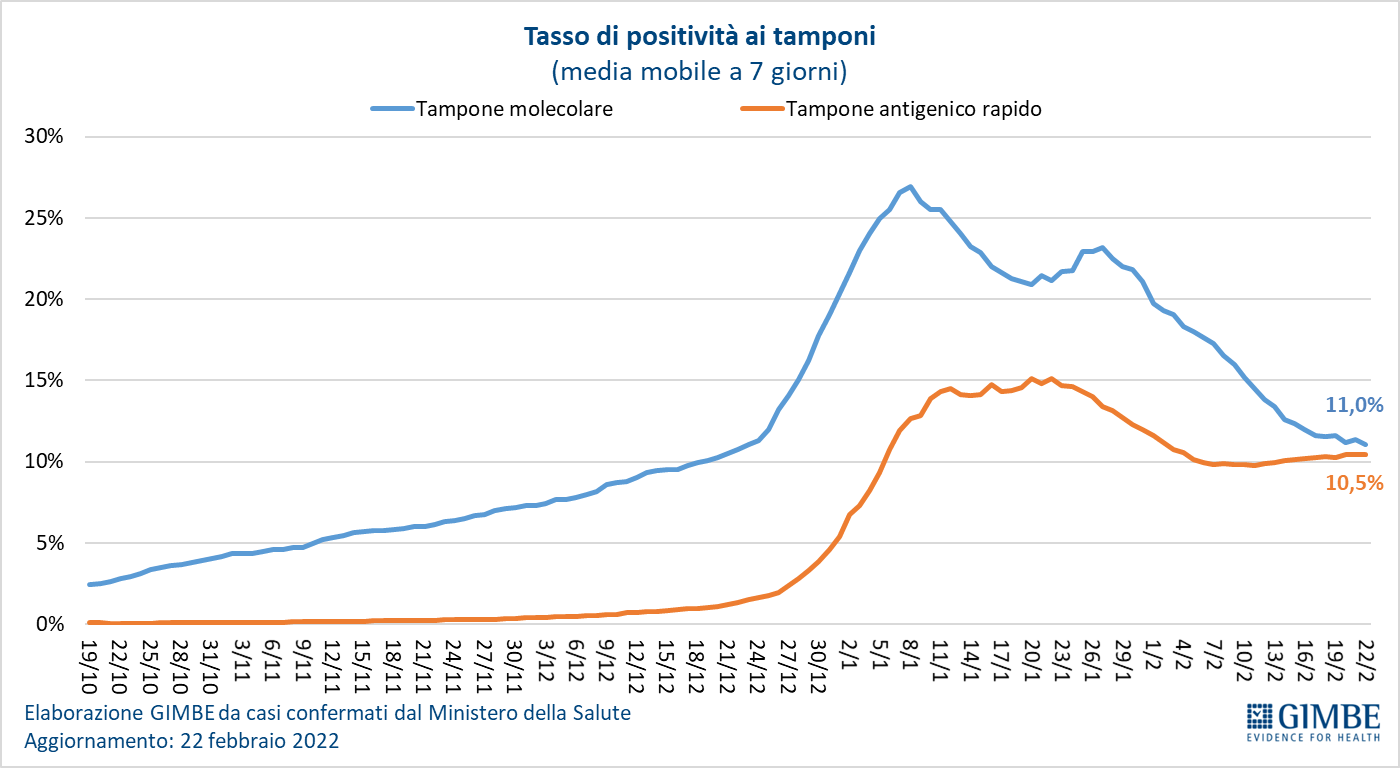 Tasso di positività ai tamponi
(media mobile a 7 giorni)
Tampone molecolare Tampone antigenico rapido
30%
25%
20%
15%
11,0%
10%
10,5%
5%
0%
19/10 22/10 25/10 28/10 31/10 3/11 6/11 9/11 12/11 15/11 18/11 21/11 24/11 27/11 30/11 3/12 6/12 9/12 12/12 15/12 18/12 21/12 24/12 27/12 30/12 2/1 5/1 8/1 11/1 14/1 17/1 20/1 23/1 26/1 29/1 1/2 4/2 7/2 10/2 13/2 16/2 19/2 22/2
Elaborazione GIMBE da casi confermati dal Ministero della Salute
Aggiornamento: 22 febbraio 2022
GIMBE
EVIDENCE FOR HEALTH